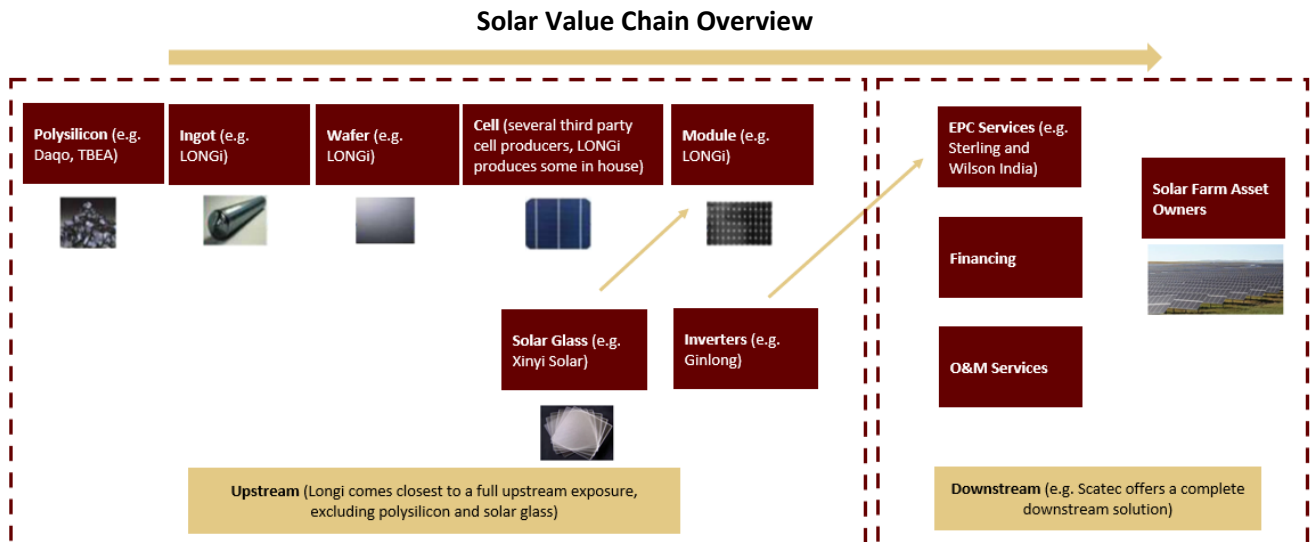 Solar Value Chain Overview
Polysilicon (e.g.
Daqo, TBEA)
Ingot (e.g.
LONGi)
Wafer (e.g.
LONGi)
Cell (several third party
cell producers, LONGi
produces some in house)
Module (e.g.
LONGi)
Solar Glass (e.g.
Xinyi Solar)
Inverters (e.g.
Ginlong)
Upstream (Longi comes closest to a full upstream exposure,
excluding polysilicon and solar glass)
EPC Services (e.g.
Sterling and
Wilson India)
Financing
O&M Services
Solar Farm Asset
Owners
Downstream (e.g. Scatec offers a complete
downstream solution)